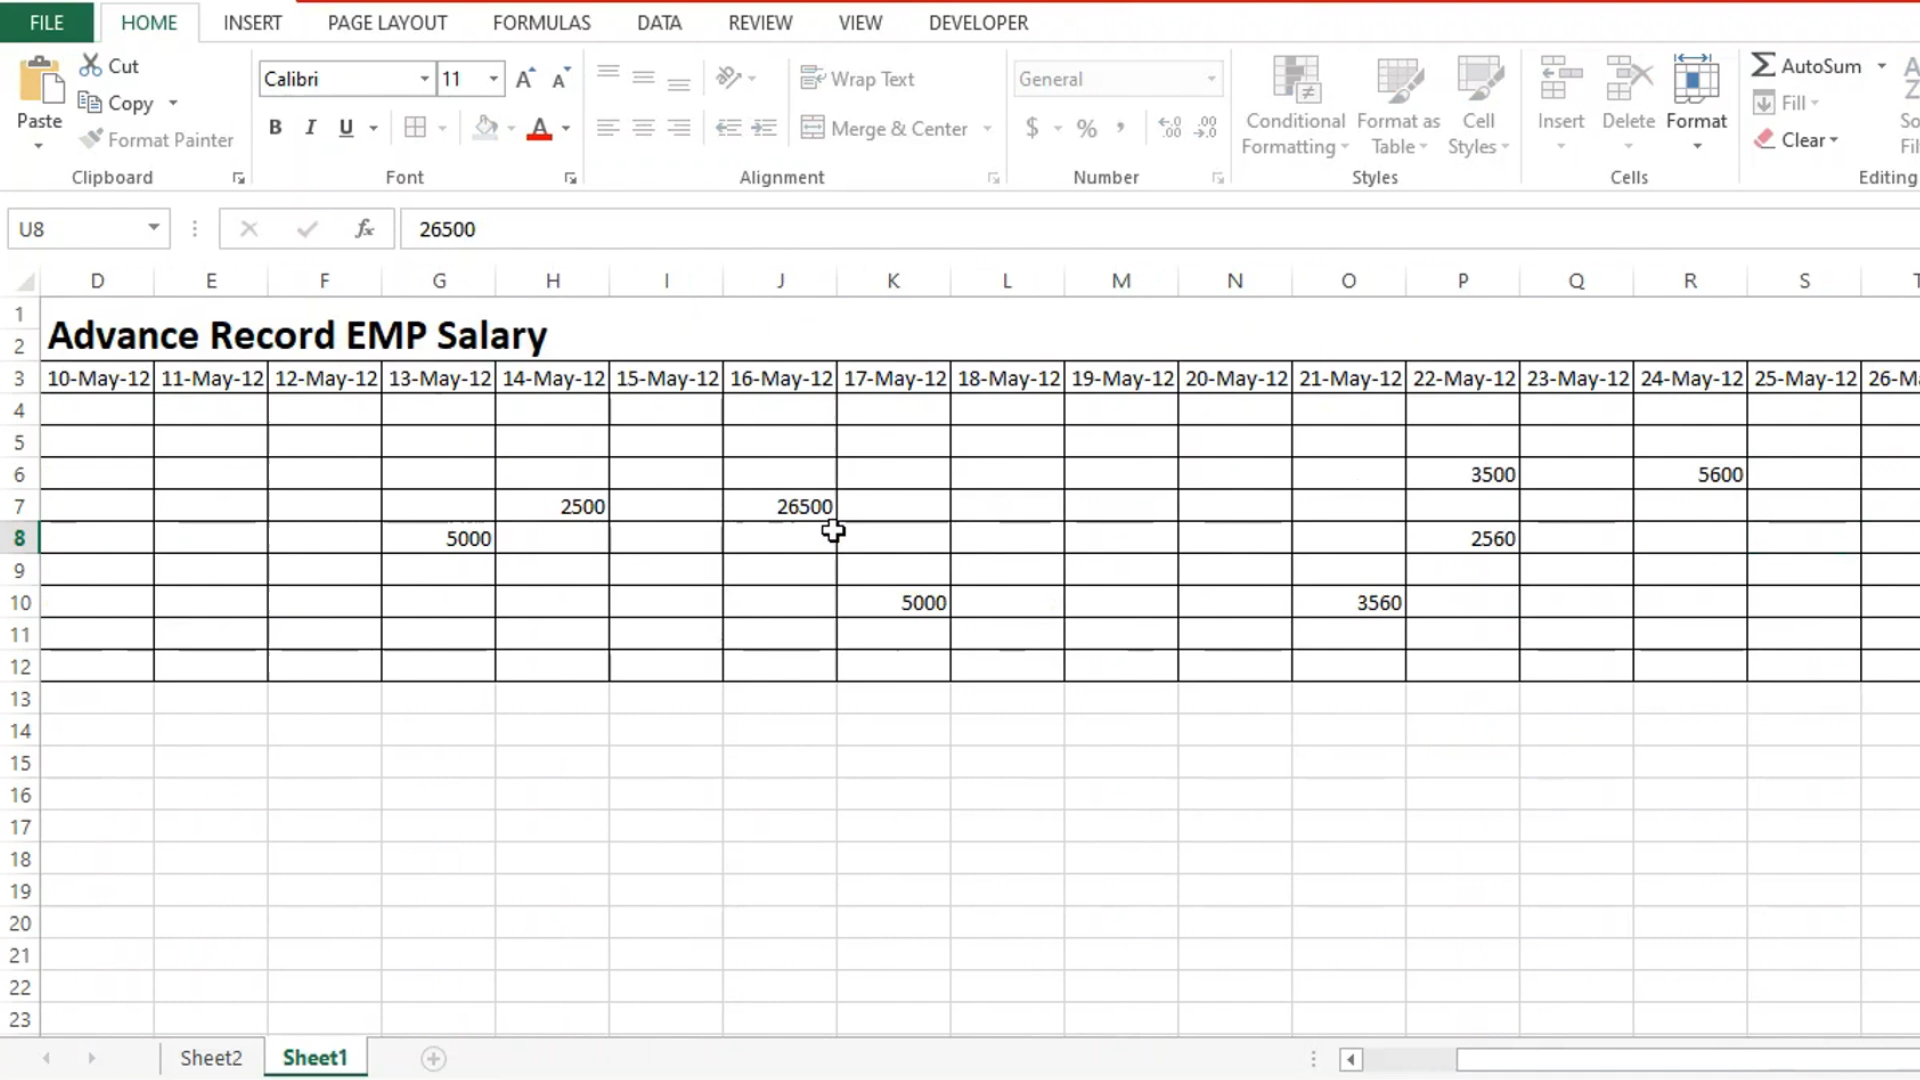 FILE HOME INSERT PAGE LAYOUT FORMULAS DATA REVIEW VIEW DEVELOPER
Paste Cut Copy Format Painter
Clipboard
Calibri 11 A A
B I U A
Font
Wrap Text
Merge & Center
Alignment
General
$ % ,
Number
Conditional Formatting
Format as Table
Cell Styles
Styles
Insert Delete Format
Cells
AutoSum
Fill
Clear
Editing
U8 fx 26500
D E F G H I J K L M N O P Q R S
1
Advance Record EMP Salary
2
3 10-May-12 11-May-12 12-May-12 13-May-12 14-May-12 15-May-12 16-May-12 17-May-12 18-May-12 19-May-12 20-May-12 21-May-12 22-May-12 23-May-12 24-May-12 25-May-12
4
5
6 3500 5600
7 2500 26500
8 5000 2560
9
10 5000 3560
11
12
13
14
15
16
17
18
19
20
21
22
23
Sheet2 Sheet1